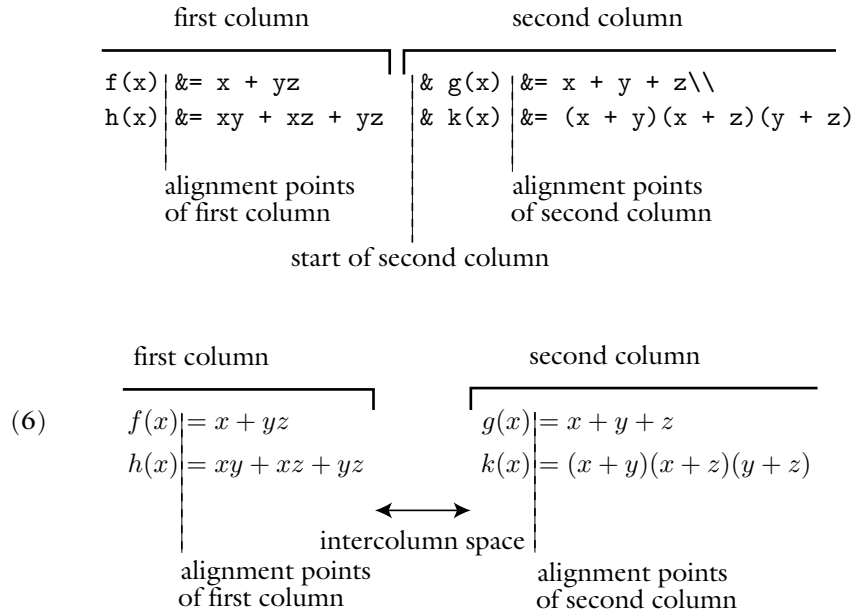 first column second column
f(x) &= x + yz & g(x) &= x + y + z\\
h(x) &= xy + xz + yz & k(x) &= (x + y)(x + z)(y + z)
alignment points alignment points
of first column of second column
start of second column
first column second column
(6) f(x) = x + yz g(x) = x + y + z
h(x) = xy + xz + yz k(x) = (x + y)(x + z)(y + z)
intercolumn space
alignment points alignment points
of first column of second column